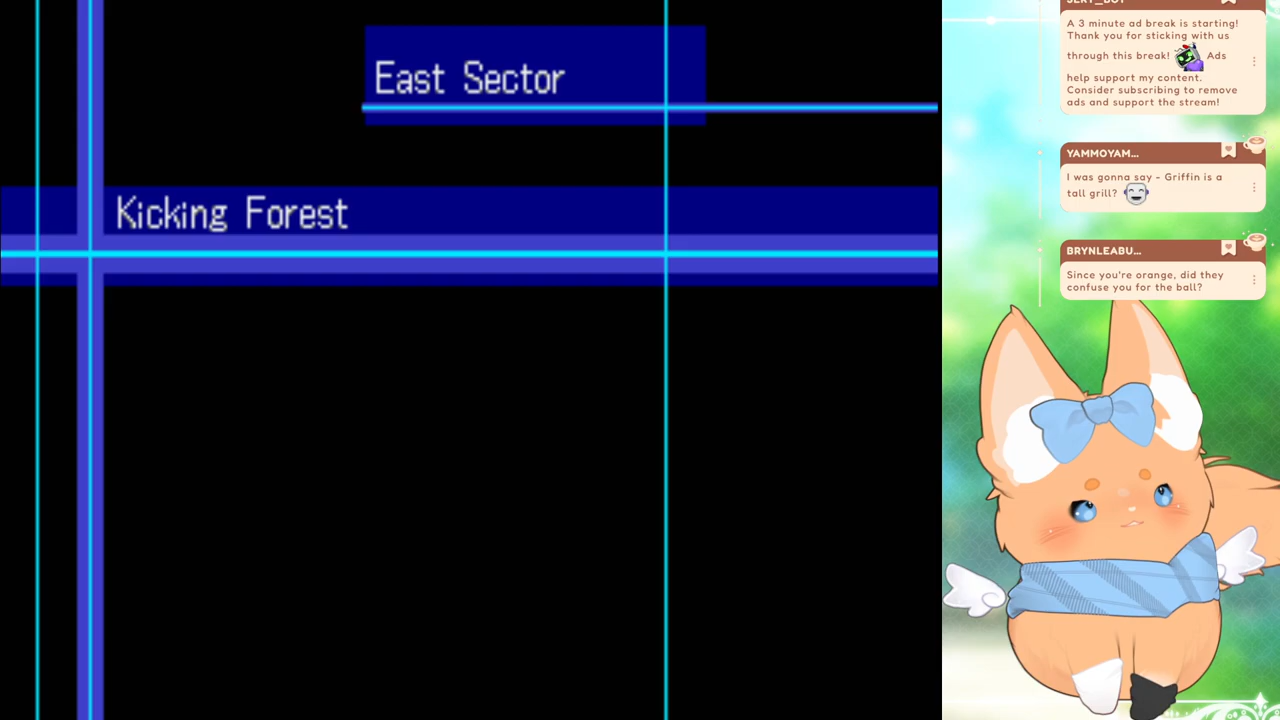 East Sector
Kicking Forest
A 3 minute ad break is starting!
Thank you for sticking with us
through this break! Ads
help support my content.
Consider subscribing to remove
ads and support the stream!
YAMMOYAM...
I was gonna say - Griffin is a
tall grill?
BRYNLEABU...
Since you're orange, did they
confuse you for the ball?